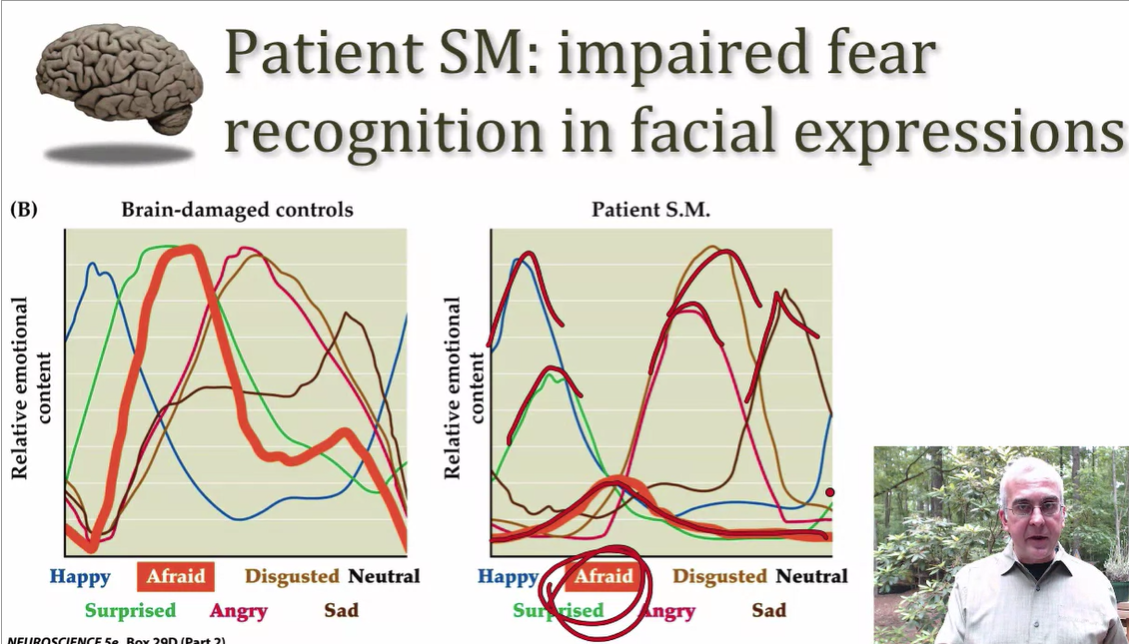 Patient SM: impaired fear
recognition in facial expressions
(B)
Brain-damaged controls
Relative emotional
content
Happy Afraid Disgusted Neutral
Surprised Angry Sad
Patient S.M.
Relative emotional
content
Happy Afraid Disgusted Neutral
Surprised Angry Sad
NEUROSCIENCE 5e, Box 29D (Part 2)